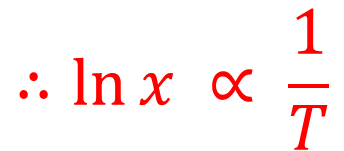 ∴ ln x ∝ 1/T